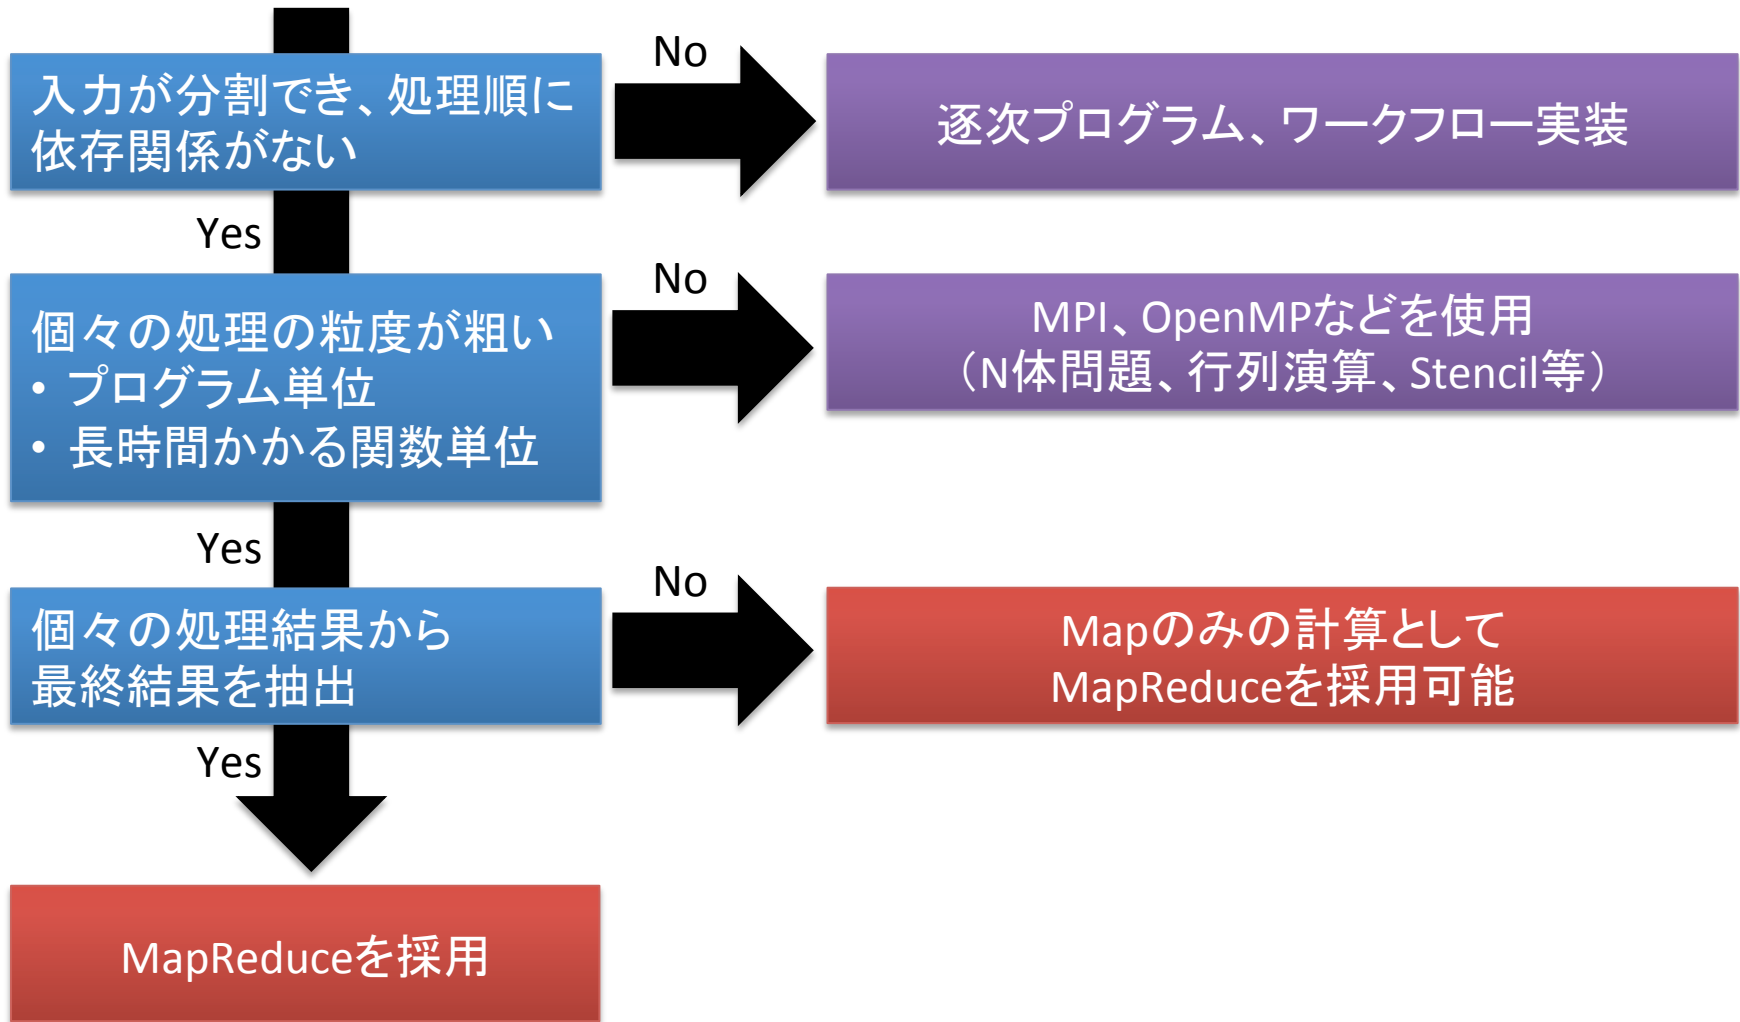 入力が分割でき、処理順に
依存関係がない
No
逐次プログラム、ワークフロー実装
Yes
個々の処理の粒度が粗い
• プログラム単位
• 長時間かかる関数単位
No
MPI、OpenMPなどを使用
（N体問題、行列演算、Stencil等）
Yes
個々の処理結果から
最終結果を抽出
No
Mapのみの計算として
MapReduceを採用可能
Yes
MapReduceを採用